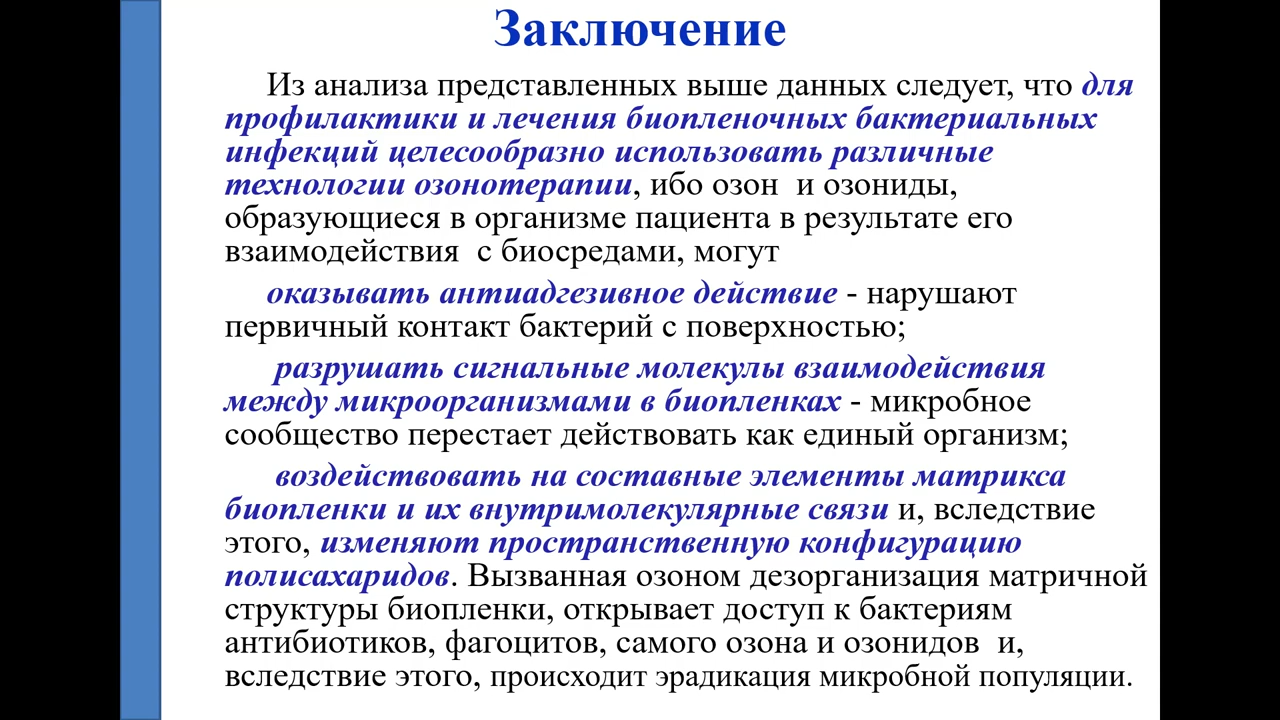 Заключение
Из анализа представленных выше данных следует, что для
профилактики и лечения биопленочных бактериальных
инфекций целесообразно использовать различные
технологии озонотерапии, ибо озон и озониды,
образующиеся в организме пациента в результате его
взаимодействия с биосредами, могут
оказывать антиадгезивное действие - нарушают
первичный контакт бактерий с поверхностью;
разрушать сигнальные молекулы взаимодействия
между микроорганизмами в биопленках - микробное
сообщество перестает действовать как единый организм;
воздействовать на составные элементы матрикса
биопленки и их внутримолекулярные связи и, вследствие
этого, изменяют пространственную конфигурацию
полисахаридов. Вызванная озоном дезорганизация матричной
структуры биопленки, открывает доступ к бактериям
антибиотиков, фагоцитов, самого озона и озонидов и,
вследствие этого, происходит эрадикация микробной популяции.